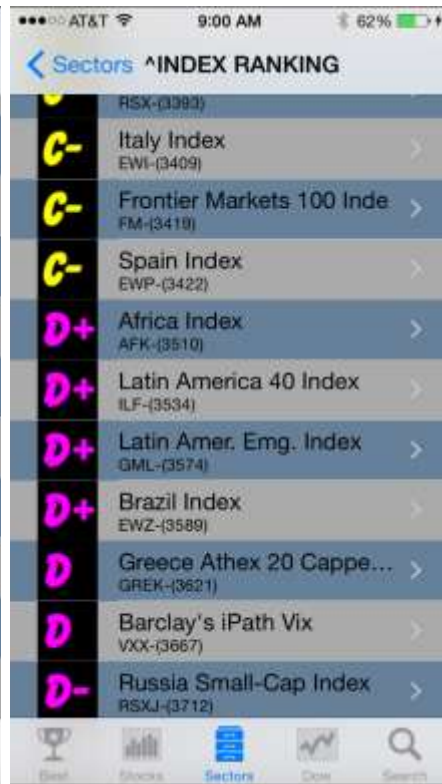 AT&T 9:00 AM 62%
Sectors ^INDEX RANKING
RSX-(3393)
C-
Italy Index
EWI-(3409)
C-
Frontier Markets 100 Inde
FM-(3419)
C-
Spain Index
EWP-(3422)
D+
Africa Index
AFK-(3510)
D+
Latin America 40 Index
ILF-(3534)
D+
Latin Amer. Emg. Index
GML-(3574)
D+
Brazil Index
EWZ-(3589)
D
Greece Athex 20 Cappe...
GREK-(3621)
D
Barclay's iPath Vix
VXX-(3667)
D-
Russia Small-Cap Index
RSXJ-(3712)
Best Stocks Sectors Dow Search